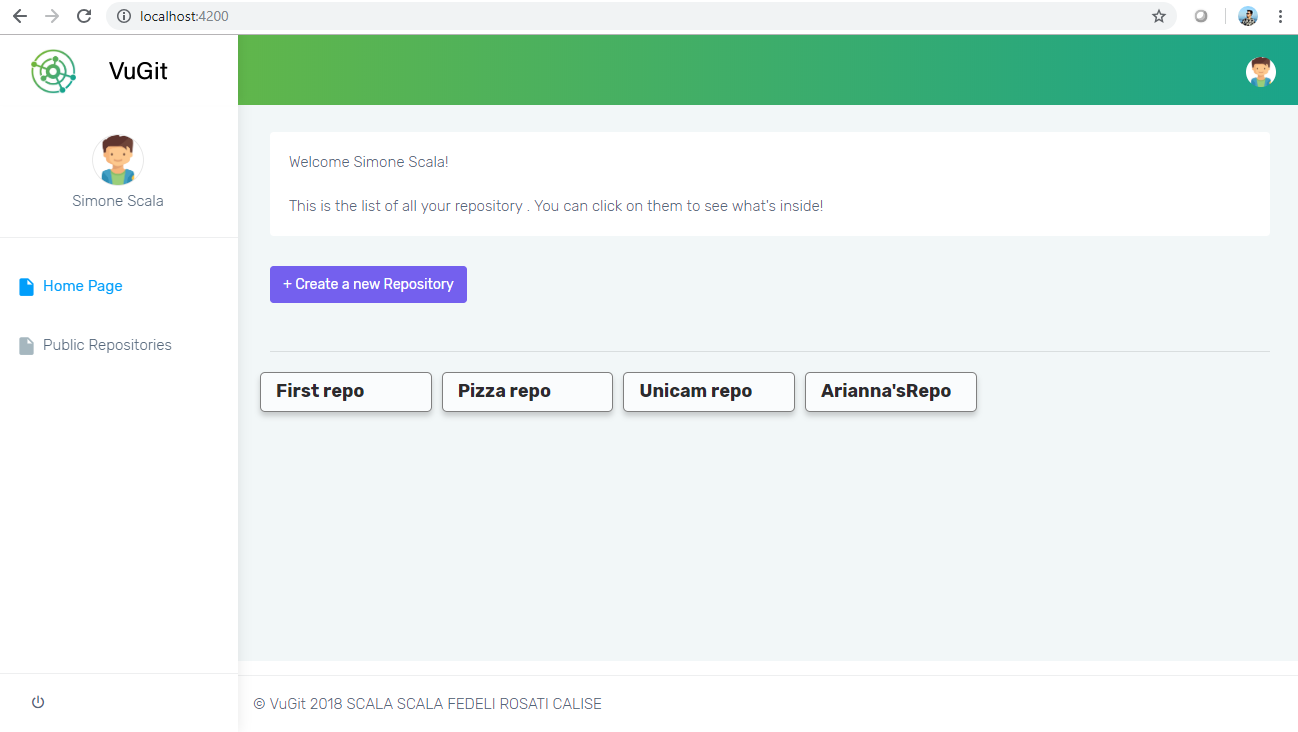 localhost:4200
VuGit
Simone Scala
Home Page
Public Repositories
Welcome Simone Scala!
This is the list of all your repository . You can click on them to see what's inside!
+ Create a new Repository
First repo
Pizza repo
Unicam repo
Arianna'sRepo
© VuGit 2018 SCALA SCALA FEDELI ROSATI CALISE